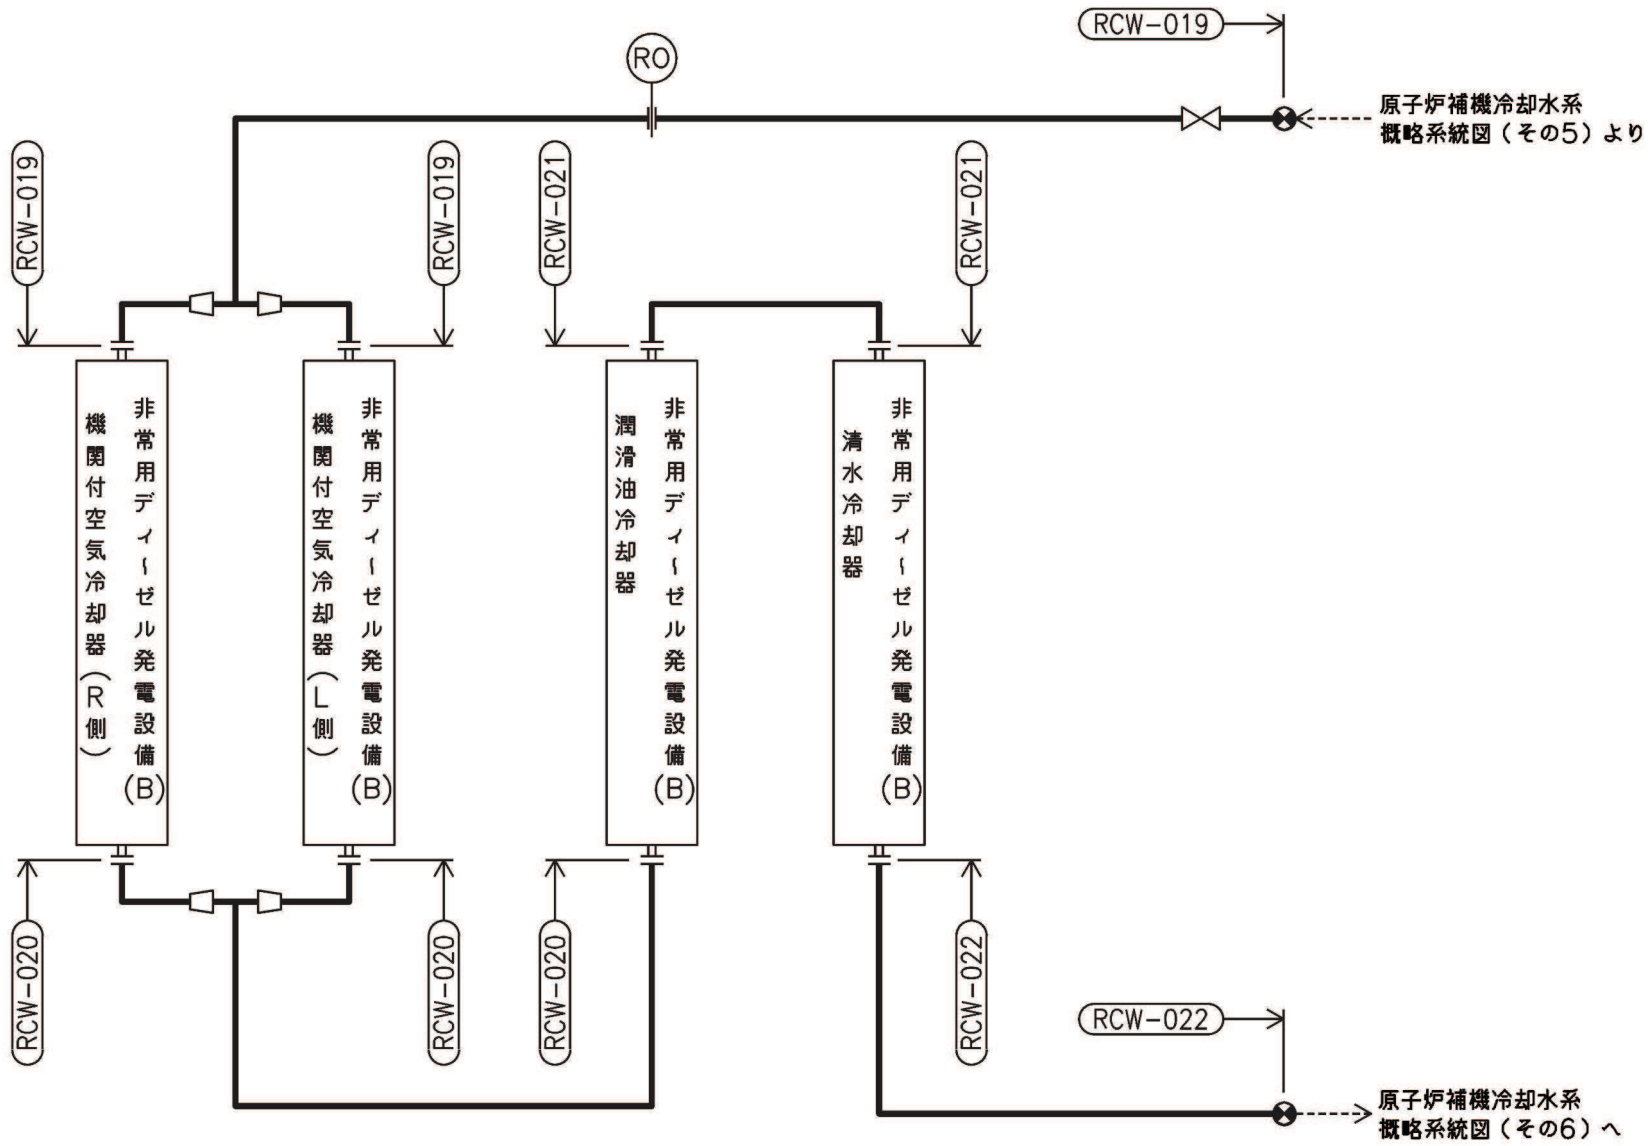 RCW-019
RO
原子炉補機冷却水系
概略系統図（その5）より
RCW-019
RCW-019
RCW-021
RCW-021
非常用ディーゼル発電設備(B)
機関付空気冷却器(R側)
非常用ディーゼル発電設備(B)
機関付空気冷却器(L側)
非常用ディーゼル発電設備(B)
潤滑油冷却器
非常用ディーゼル発電設備(B)
清水冷却器
RCW-020
RCW-020
RCW-020
RCW-022
RCW-022
原子炉補機冷却水系
概略系統図（その6）へ